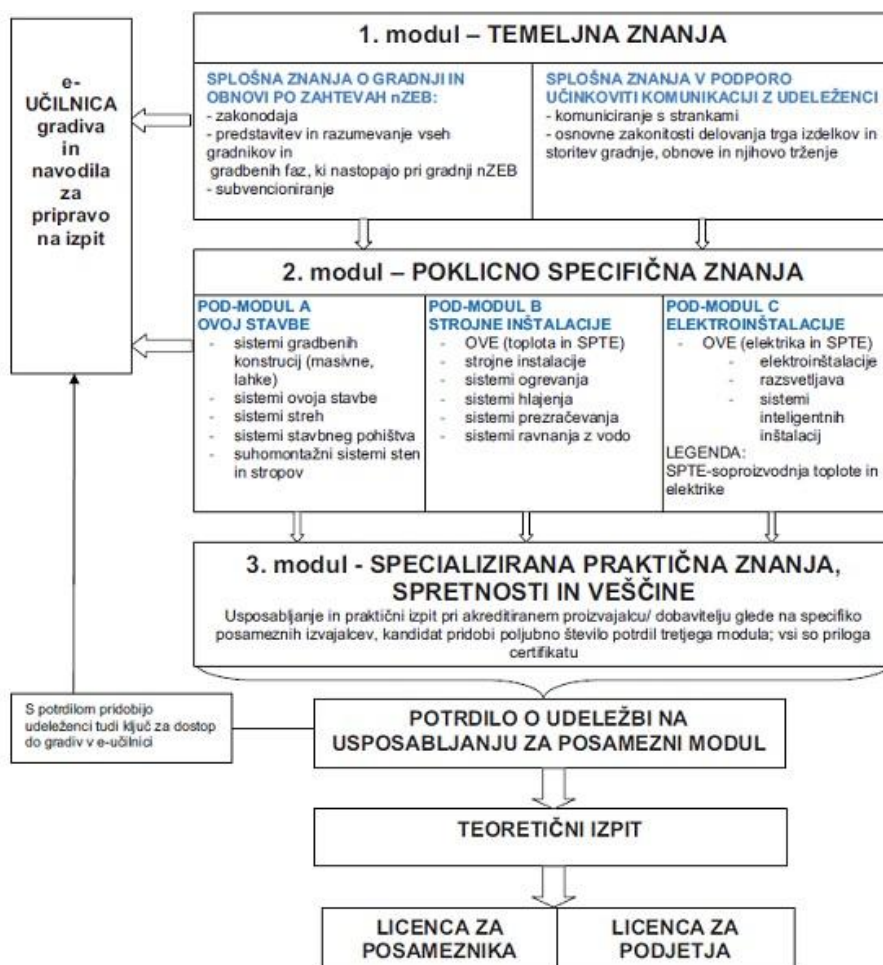 1. modul – TEMELJNA ZNANJA
e-
UČILNICA
gradiva
in
navodila
za
pripravo
na izpit
SPLOŠNA ZNANJA O GRADNJI IN
OBNOVI PO ZAHTEVAH nZEB:
- zakonodaja
- predstavitev in razumevanje vseh
gradnikov in
gradbenih faz, ki nastopajo pri gradnji nZEB
- subvencioniranje
SPLOŠNA ZNANJA V PODPORO
UČINKOVITI KOMUNIKACIJI Z UDELEŽENCI
- komuniciranje s strankami
- osnovne zakonitosti delovanja trga izdelkov in
storitev gradnje, obnove in njihovo trženje
2. modul – POKLICNO SPECIFIČNA ZNANJA
POD-MODUL A
OVOJ STAVBE
- sistemi gradbenih
konstrukcij (masivne,
lahke)
- sistemi ovoja stavbe
- sistemi streh
- sistemi stavbnega pohištva
- suhomontažni sistemi sten
in stropov
POD-MODUL B
STROJNE INŠTALACIJE
- OVE (toplota in SPTE)
- strojne instalacije
- sistemi ogrevanja
- sistemi hlajenja
- sistemi prezračevanja
- sistemi ravnanja z vodo
POD-MODUL C
ELEKTROINŠTALACIJE
- OVE (elektrika in SPTE)
- elektroinštalacije
- razsvetljava
- sistemi
inteligentnih
inštalacij
LEGENDA:
SPTE-soproizvodnja toplote in
elektrike
3. modul - SPECIALIZIRANA PRAKTIČNA ZNANJA,
SPRETNOSTI IN VEŠČINE
Usposabljanje in praktični izpit pri akreditiranem proizvajalcu/ dobavitelju glede na specifiko
posameznih izvajalcev, kandidat pridobi poljubno število potrdil tretjega modula; vsi so priloga
certifikatu
S potrdilom pridobijo
udeleženci tudi ključ za dostop
do gradiv v e-učilnici
POTRDILO O UDELEŽBI NA
USPOSABLJANJU ZA POSAMEZNI MODUL
TEORETIČNI IZPIT
LICENCA ZA
POSAMEZNIKA
LICENCA ZA
PODJETJA